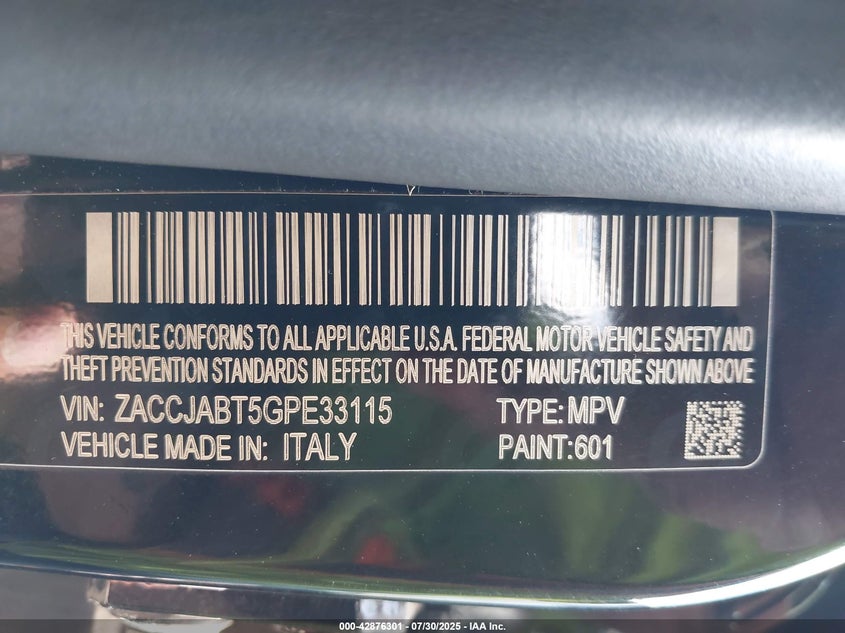 THIS VEHICLE CONFORMS TO ALL APPLICABLE U.S.A. FEDERAL MOTOR VEHICLE SAFETY AND
THEFT PREVENTION STANDARDS IN EFFECT ON THE DATE OF MANUFACTURE SHOWN ABOVE
VIN: ZACCJABT5GPE33115 TYPE: MPV
VEHICLE MADE IN: ITALY PAINT:601
000-42876301 - 07/30/2025 - IAA Inc.